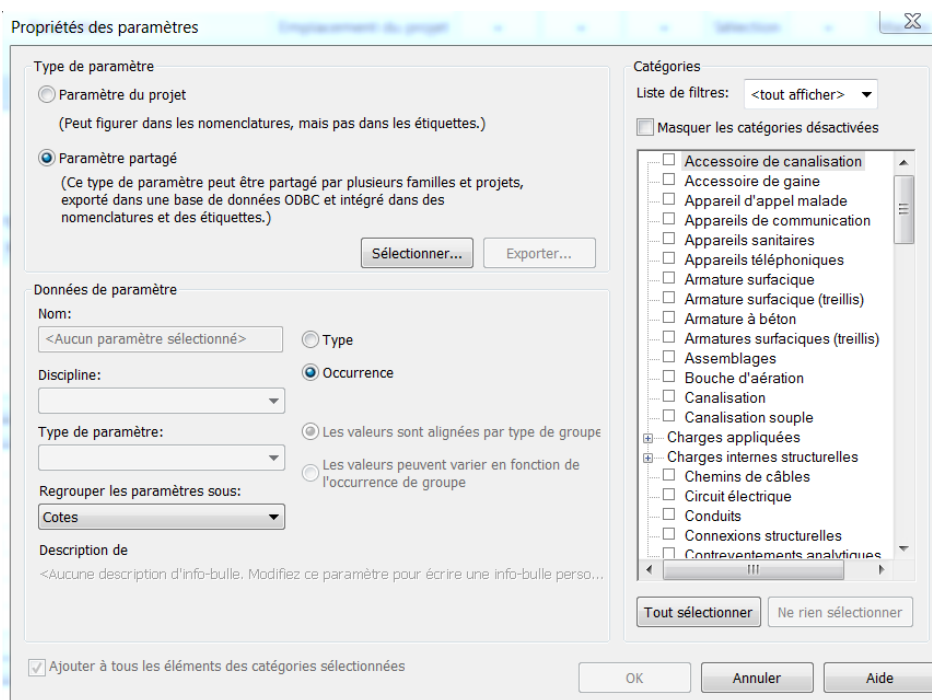 Propriétés des paramètres
Emplacement du projet
Sélection
Type de paramètre
Paramètre du projet
(Peut figurer dans les nomenclatures, mais pas dans les étiquettes.)
Paramètre partagé
(Ce type de paramètre peut être partagé par plusieurs familles et projets,
exporté dans une base de données ODBC et intégré dans des
nomenclatures et des étiquettes.)
Sélectionner...
Exporter...
Données de paramètre
Nom:
<Aucun paramètre sélectionné>
Type
Discipline:
Occurrence
Type de paramètre:
Les valeurs sont alignées par type de groupe
Les valeurs peuvent varier en fonction de
l'occurrence de groupe
Regrouper les paramètres sous:
Cotes
Description de
<Aucune description d'info-bulle. Modifiez ce paramètre pour écrire une info-bulle perso...
Ajouter à tous les éléments des catégories sélectionnées
Catégories
Liste de filtres:
<tout afficher>
Masquer les catégories désactivées
Accessoire de canalisation
Accessoire de gaine
Appareil d'appel malade
Appareils de communication
Appareils sanitaires
Appareils téléphoniques
Armature surfacique
Armature surfacique (treillis)
Armature à béton
Armatures surfaciques (treillis)
Assemblages
Bouche d'aération
Canalisation
Canalisation souple
Charges appliquées
Charges internes structurelles
Chemins de câbles
Circuit électrique
Conduits
Connexions structurelles
Contreventements analytiques
Tout sélectionner
Ne rien sélectionner
OK
Annuler
Aide